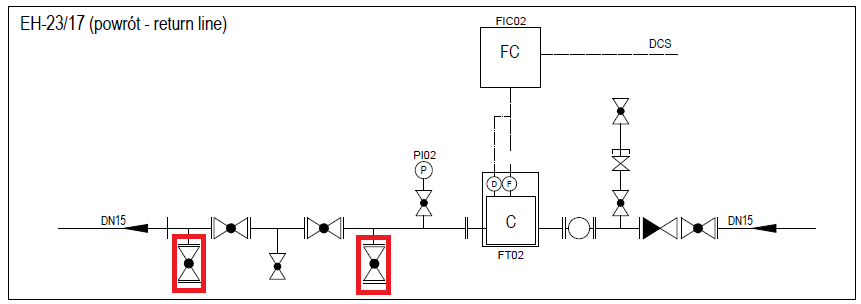 EH-23/17 (powrót - return line)
FIC02
FC
DCS
PI02
P
D F
DN15
C
DN15
FT02